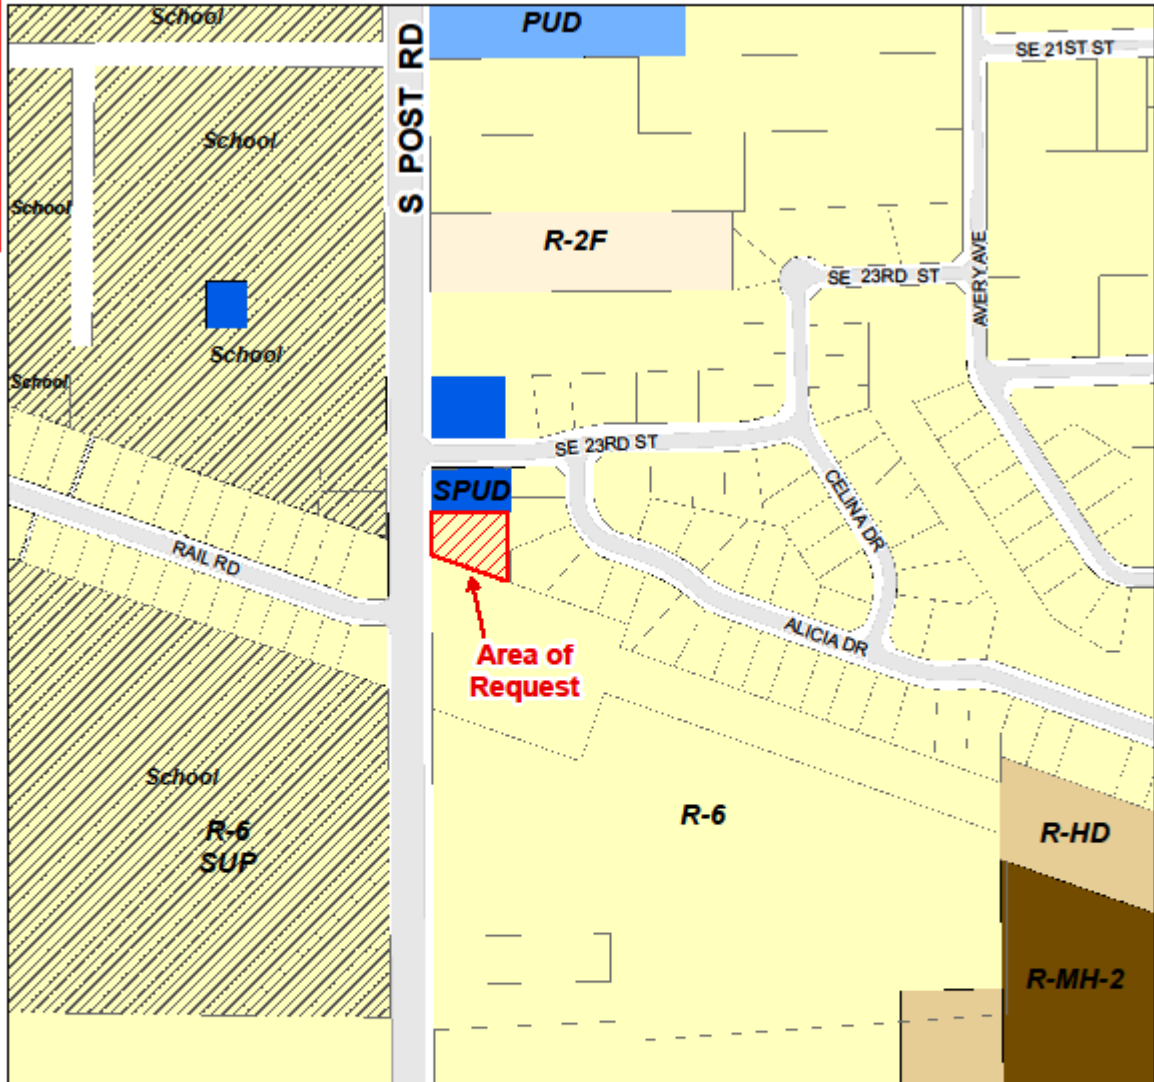 School
PUD
SE 21ST ST
S POST RD
School
School
R-2F
AVERY AVE
SE 23RD ST
School
School
SE 23RD ST
SPUD
CELINA DR
RAIL RD
ALICIA DR
Area of
Request
School
R-6
SUP
R-6
R-HD
R-MH-2